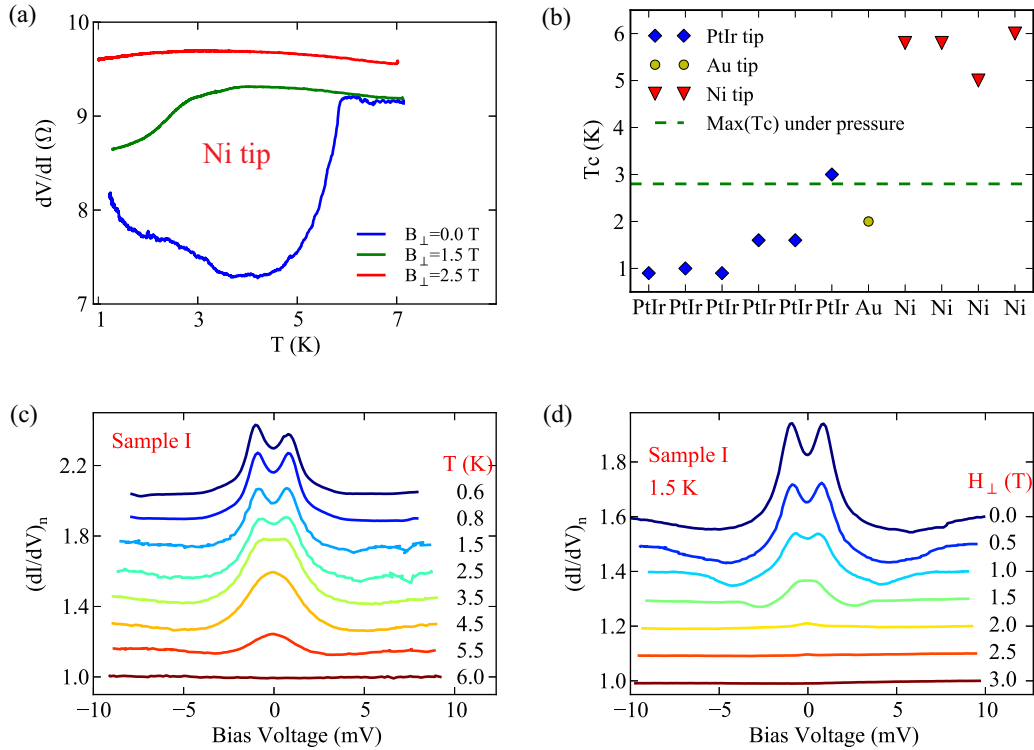 (a)
dV/dI (Ω)
10
9
8
7
Ni tip
B⊥=0.0 T
B⊥=1.5 T
B⊥=2.5 T
1 3 5 7
T (K)
(b)
Tc (K)
6
5
4
3
2
1
PtIr tip
Au tip
Ni tip
Max(Tc) under pressure
PtIr PtIr PtIr PtIr PtIr PtIr Au Ni Ni Ni Ni
(c)
(dI/dV)n
2.2
1.8
1.4
1.0
Sample I
T (K)
0.6
0.8
1.5
2.5
3.5
4.5
5.5
6.0
−10 −5 0 5 10
Bias Voltage (mV)
(d)
(dI/dV)n
1.8
1.6
1.4
1.2
1.0
Sample I
1.5 K
H⊥ (T)
0.0
0.5
1.0
1.5
2.0
2.5
3.0
−10 −5 0 5 10
Bias Voltage (mV)